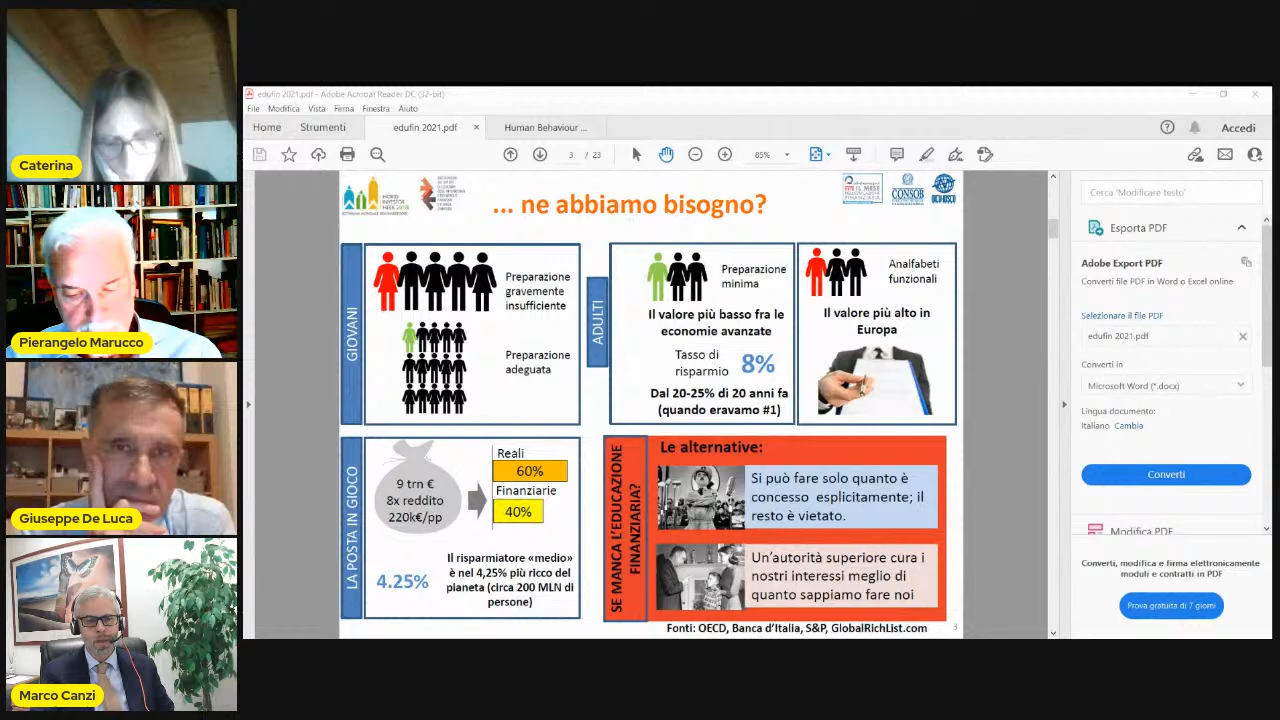 Caterina
Pierangelo Marucco
Giuseppe De Luca
Marco Canzi
edufin 2021.pdf - Adobe Acrobat Reader DC (32-bit)
File Modifica Vista Firma Finestra Aiuto
Home Strumenti edufin 2021.pdf × Human Behaviour ... Accedi
3 / 23 85%
WORLD
INVESTOR
WEEK
CONSOB
... ne abbiamo bisogno?
GIOVANI
Preparazione
gravemente
insufficiente
Preparazione
adeguata
ADULTI
Preparazione
minima
Il valore più basso fra le
economie avanzate
Tasso di
risparmio 8%
Dal 20-25% di 20 anni fa
(quando eravamo #1)
Analfabeti
funzionali
Il valore più alto in
Europa
LA POSTA IN GIOCO
9 trn €
8x reddito
220k€/pp
Reali
60%
Finanziarie
40%
4.25%
Il risparmiatore «medio»
è nel 4,25% più ricco del
pianeta (circa 200 MLN di
persone)
SE MANCA L'EDUCAZIONE
FINANZIARIA?
Le alternative:
Si può fare solo quanto è
concesso esplicitamente; il
resto è vietato.
Un'autorità superiore cura i
nostri interessi meglio di
quanto sappiamo fare noi
Fonti: OECD, Banca d'Italia, S&P, GlobalRichList.com
3
Cerca 'Modificare testo'
Esporta PDF
Adobe Export PDF
Converti file PDF in Word o Excel online
Selezionare il file PDF
edufin 2021.pdf
Converti in
Microsoft Word (*.docx)
Lingua documento:
Italiano Cambia
Converti
Modifica PDF
Converti, modifica e firma elettronicamente
moduli e contratti in PDF
Prova gratuita di 7 giorni